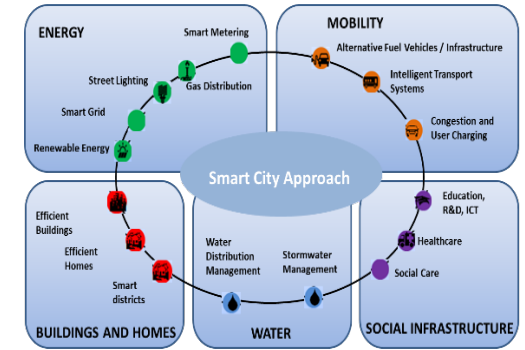 ENERGY
Smart Metering
Street Lighting
Gas Distribution
Smart Grid
Renewable Energy
MOBILITY
Alternative Fuel Vehicles / Infrastructure
Intelligent Transport
Systems
Congestion and
User Charging
Smart City Approach
Efficient
Buildings
Efficient
Homes
Smart
districts
BUILDINGS AND HOMES
Water
Distribution
Management
Stormwater
Management
WATER
Education,
R&D, ICT
Healthcare
Social Care
SOCIAL INFRASTRUCTURE